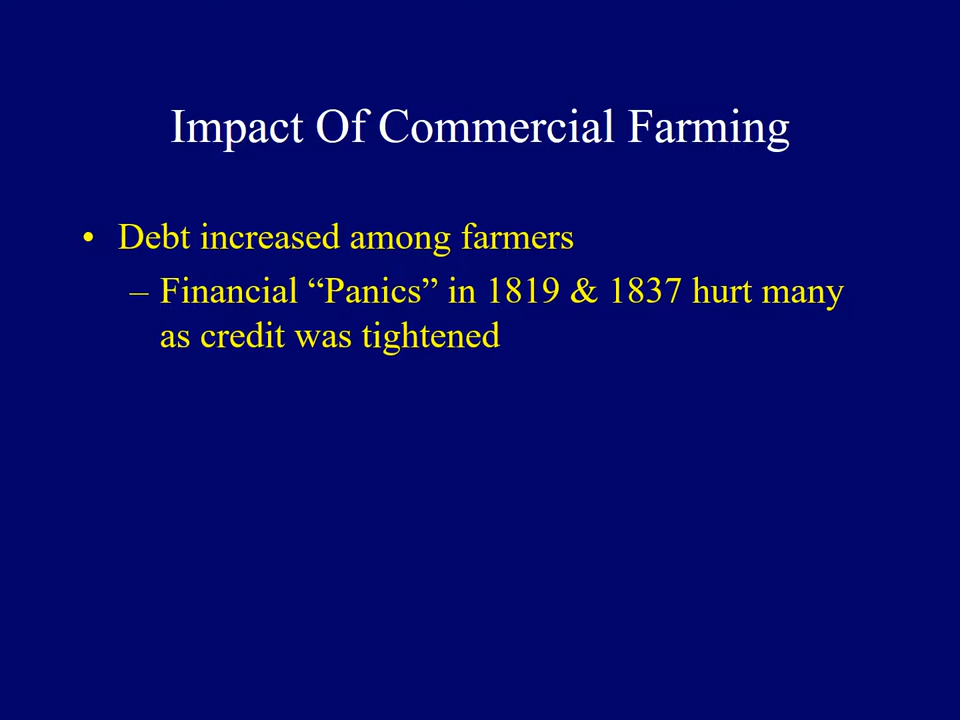 Impact Of Commercial Farming
• Debt increased among farmers
– Financial “Panics” in 1819 & 1837 hurt many
as credit was tightened